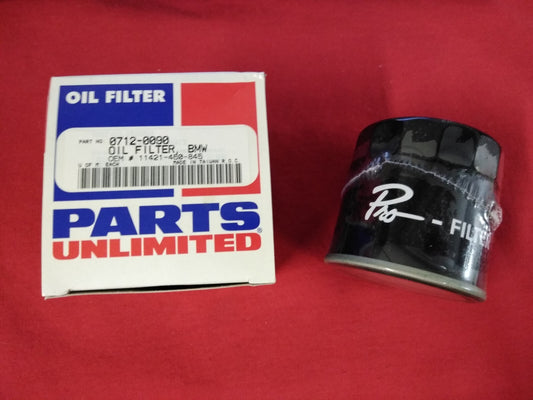 OIL FILTER
PART NO. 0712-0090
OIL FILTER, BMW
OEM # 11421-460-845
U OF M: EACH MADE IN TAIWAN R.O.C.
PARTS
UNLIMITED®
Pro - FILTER